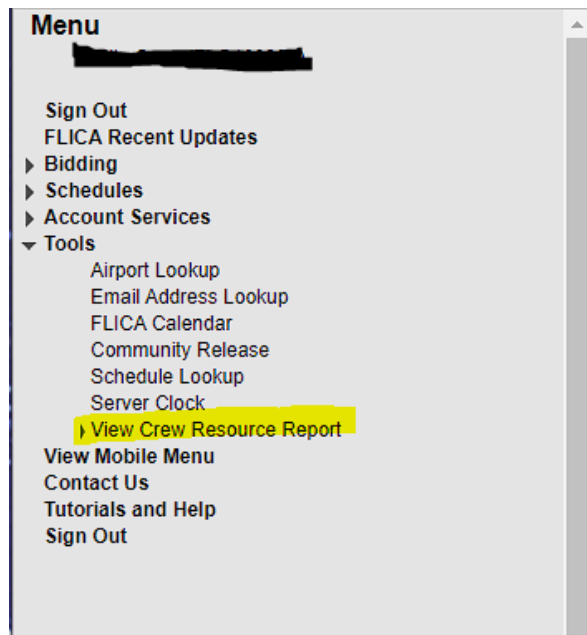 Menu
Sign Out
FLICA Recent Updates
Bidding
Schedules
Account Services
Tools
Airport Lookup
Email Address Lookup
FLICA Calendar
Community Release
Schedule Lookup
Server Clock
View Crew Resource Report
View Mobile Menu
Contact Us
Tutorials and Help
Sign Out